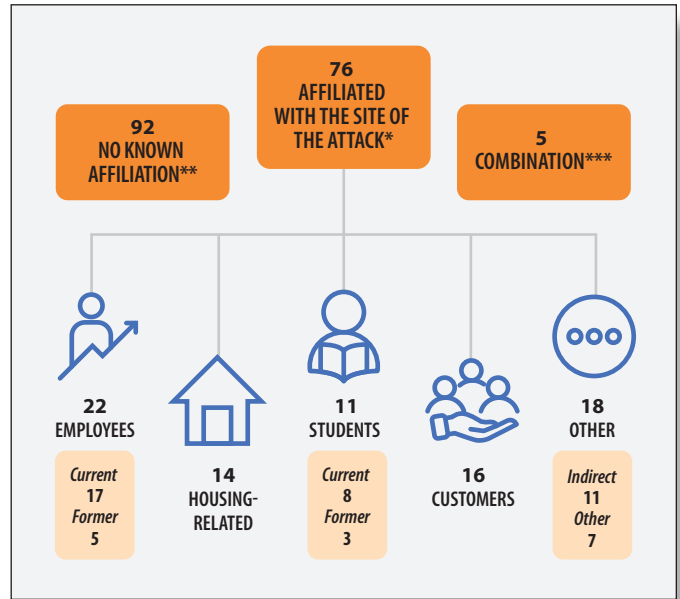 76
AFFILIATED
WITH THE SITE OF
THE ATTACK*
92
NO KNOWN
AFFILIATION**
5
COMBINATION***
22
EMPLOYEES
Current
17
Former
5
14
HOUSING-
RELATED
11
STUDENTS
Current
8
Former
3
16
CUSTOMERS
18
OTHER
Indirect
11
Other
7